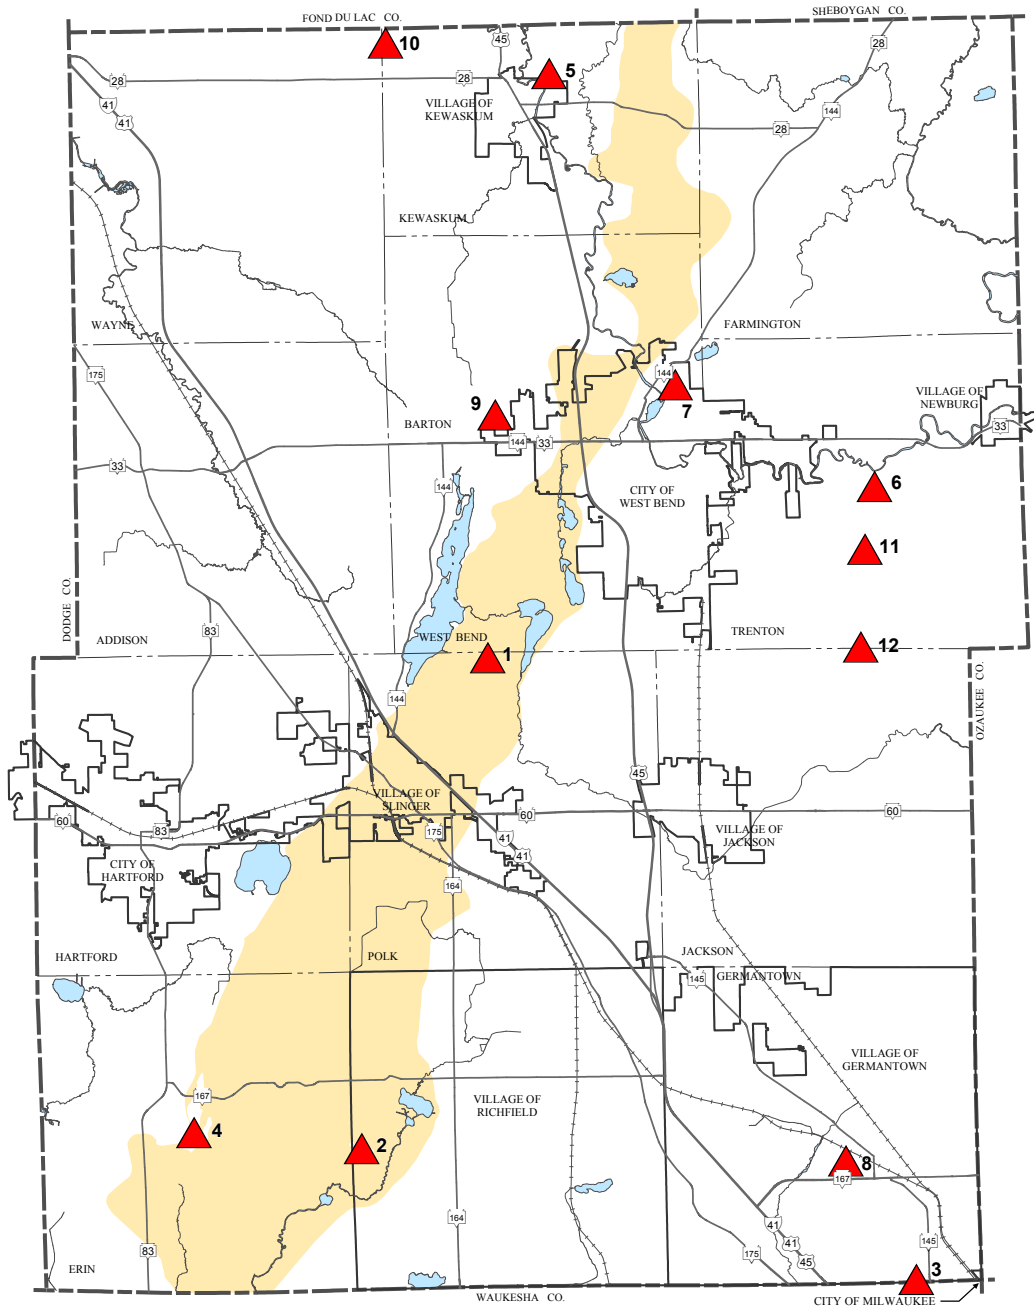 FOND DU LAC CO.
SHEBOYGAN CO.
10
45
28
5
28
28
41
41
VILLAGE OF
KEWASKUM
144
28
KEWASKUM
WAYNE
FARMINGTON
175
144
7
VILLAGE OF
NEWBURG
9
BARTON
144
33
33
33
144
CITY OF
WEST BEND
6
11
DODGE CO.
83
ADDISON
WEST BEND
TRENTON
1
12
144
OZAUKEE CO.
45
VILLAGE OF
SLINGER
60
60
60
83
175
41
41
VILLAGE OF
JACKSON
CITY OF
HARTFORD
164
HARTFORD
POLK
JACKSON
GERMANTOWN
145
VILLAGE OF
GERMANTOWN
167
VILLAGE OF
RICHFIELD
4
2
8
167
164
41
41
45
83
175
145
ERIN
3
WAUKESHA CO.
CITY OF MILWAUKEE